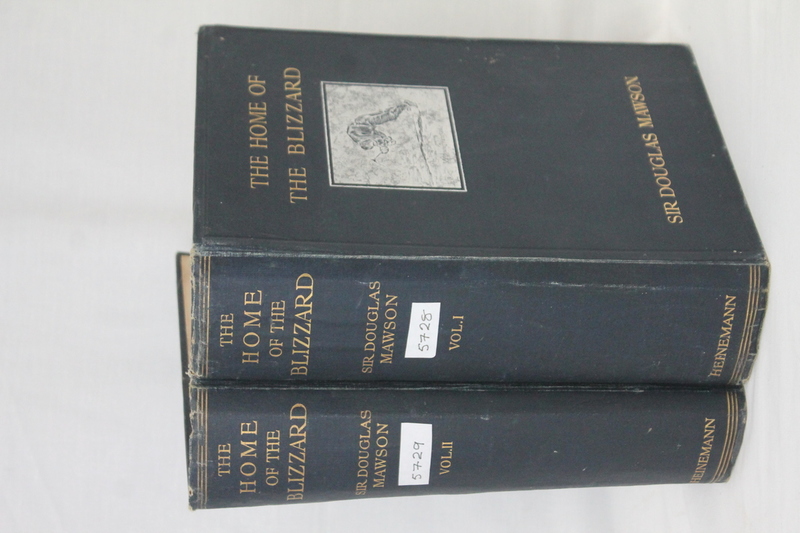 THE HOME OF
THE BLIZZARD
SIR DOUGLAS MAWSON
THE
HOME
OF THE
BLIZZARD
SIR DOUGLAS
MAWSON
5728
VOL.I
HEINEMANN
THE
HOME
OF THE
BLIZZARD
SIR DOUGLAS
MAWSON
5729
VOL.II
HEINEMANN